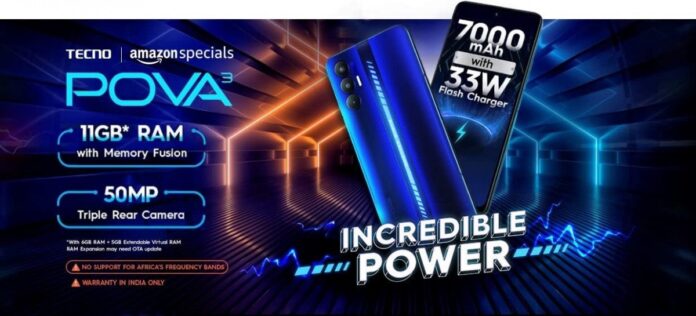 TECNO | amazonspecials
POVA 3
11GB* RAM
with Memory Fusion
50MP
Triple Rear Camera
*With 6GB RAM + 5GB Extendable Virtual RAM
RAM Expansion may need OTA update
NO SUPPORT FOR AFRICA'S FREQUENCY BANDS
WARRANTY IN INDIA ONLY
7000
mAh
with
33W
Flash Charger
INCREDIBLE
POWER